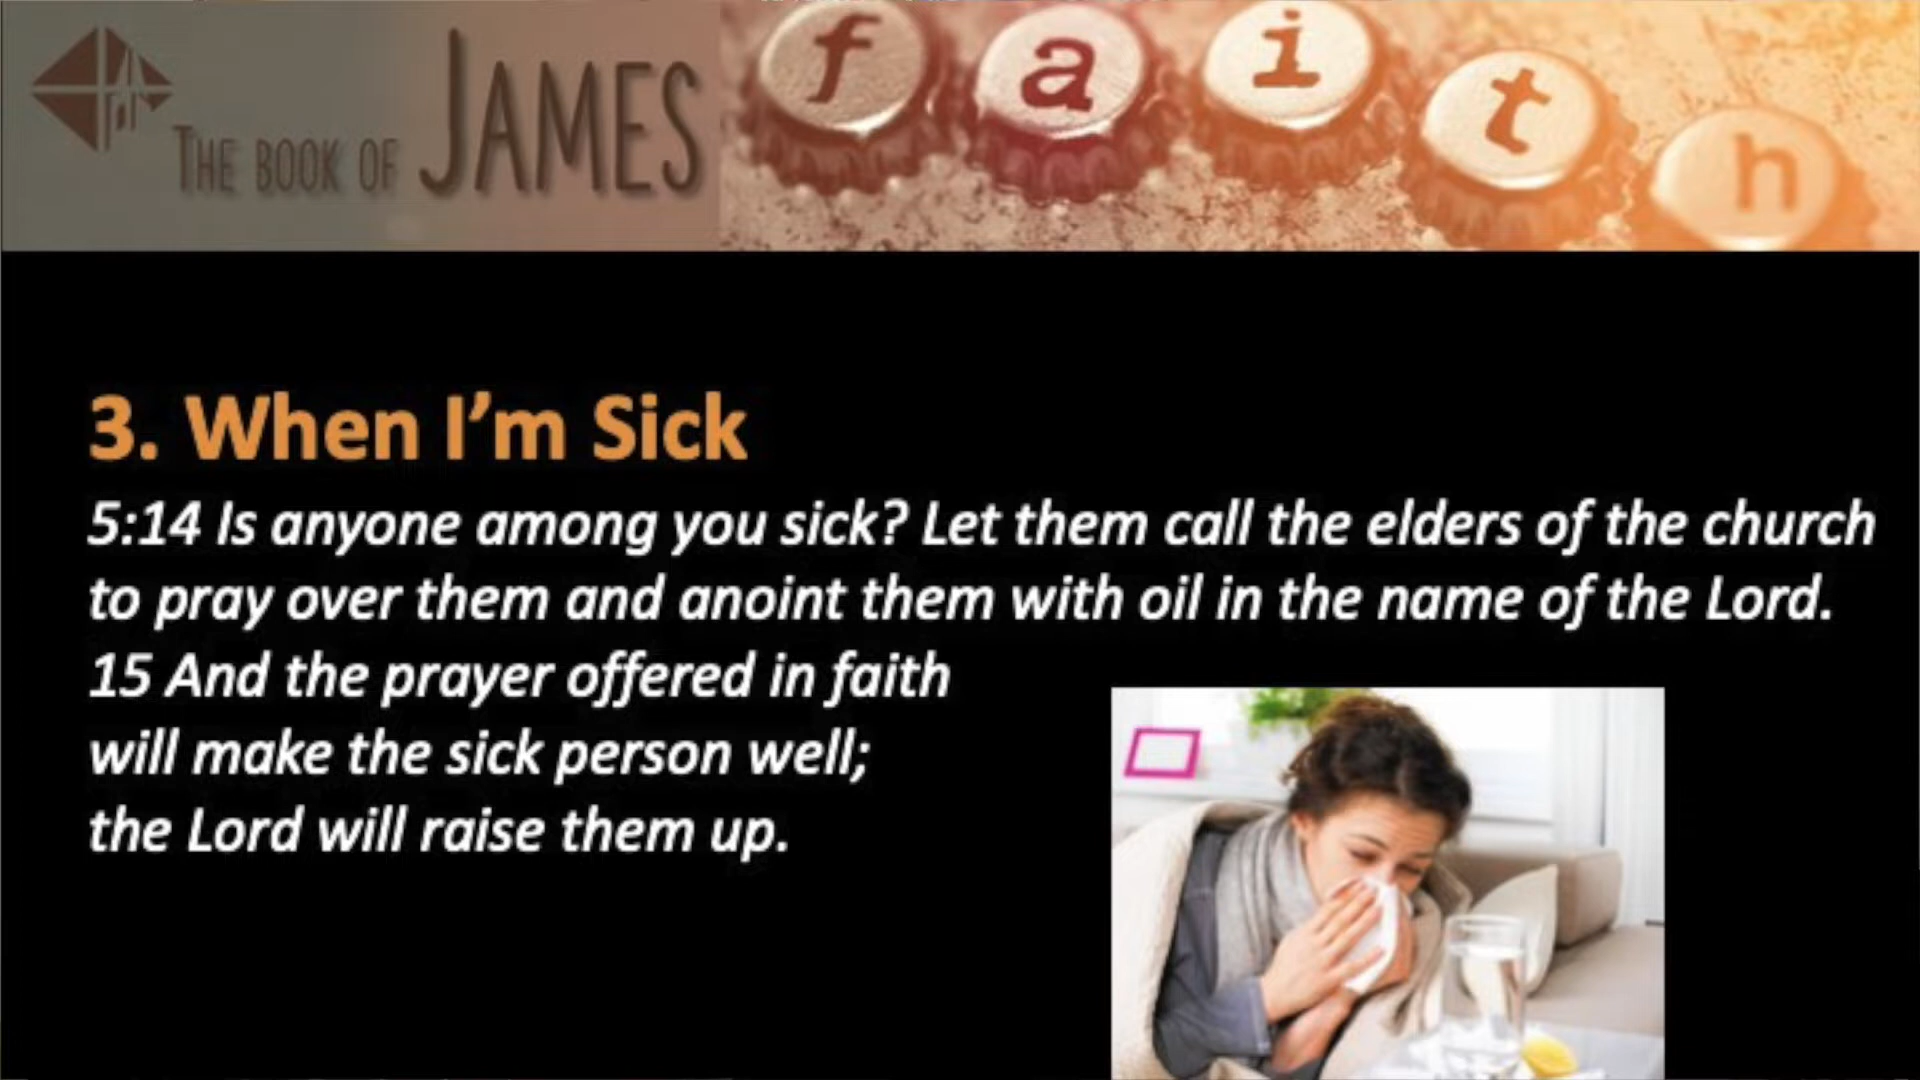 THE BOOK OF JAMES
faith
3. When I'm Sick
5:14 Is anyone among you sick? Let them call the elders of the church
to pray over them and anoint them with oil in the name of the Lord.
15 And the prayer offered in faith
will make the sick person well;
the Lord will raise them up.